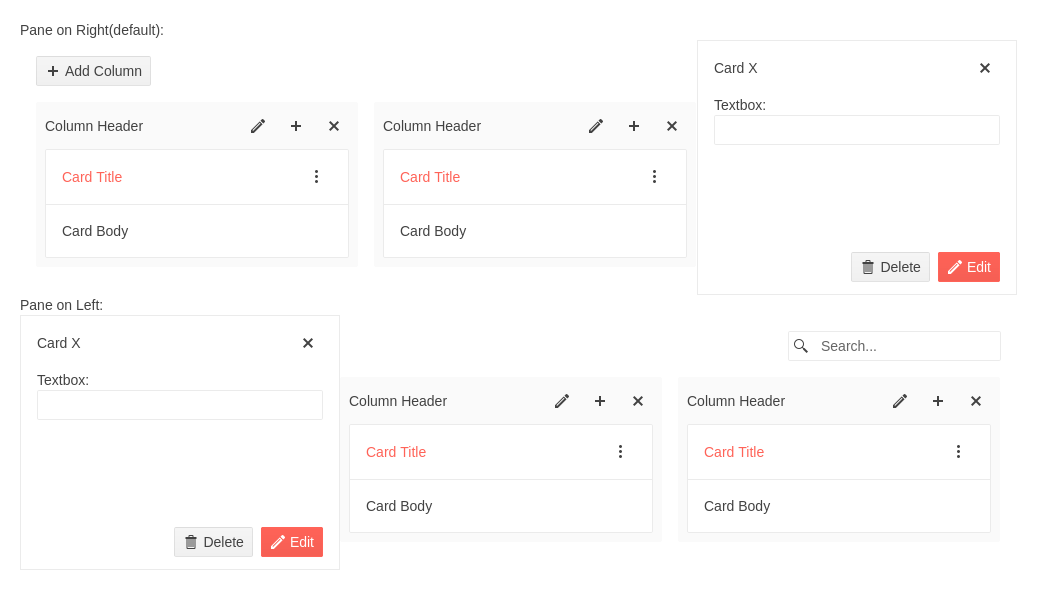 Pane on Right(default):
Add Column
Column Header
Card Title
Card Body
Column Header
Card Title
Card Body
Card X
Textbox:
Delete Edit
Pane on Left:
Card X
Textbox:
Delete Edit
Search...
Column Header
Card Title
Card Body
Column Header
Card Title
Card Body